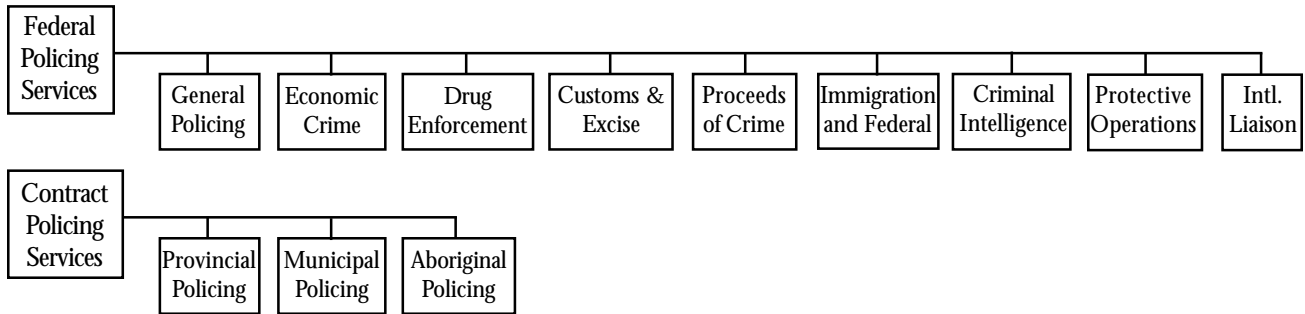 Federal
Policing
Services
General
Policing
Economic
Crime
Drug
Enforcement
Customs &
Excise
Proceeds
of Crime
Immigration
and Federal
Criminal
Intelligence
Protective
Operations
Intl.
Liaison
Contract
Policing
Services
Provincial
Policing
Municipal
Policing
Aboriginal
Policing